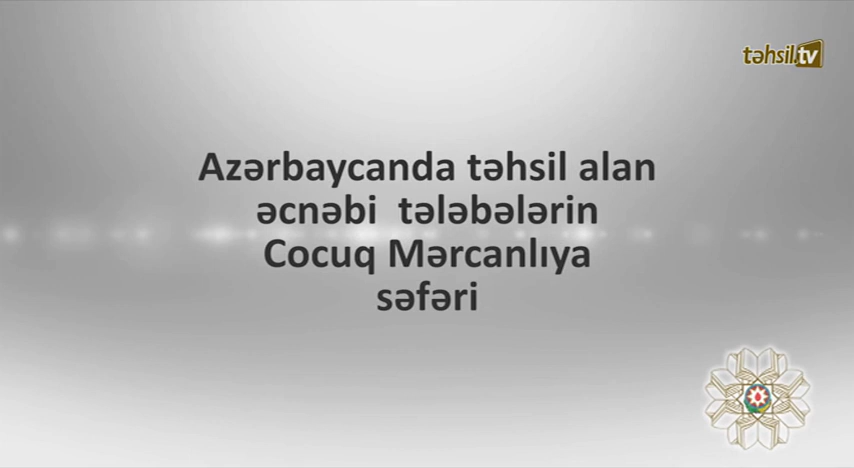 təhsil.tv
Azərbaycanda təhsil alan
əcnəbi tələbələrin
Cocuq Mərcanlıya
səfəri